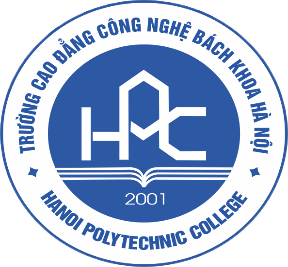 TRƯỜNG CAO ĐẲNG CÔNG NGHỆ BÁCH KHOA HÀ NỘI
HPC
2001
HANOI POLYTECHNIC COLLEGE